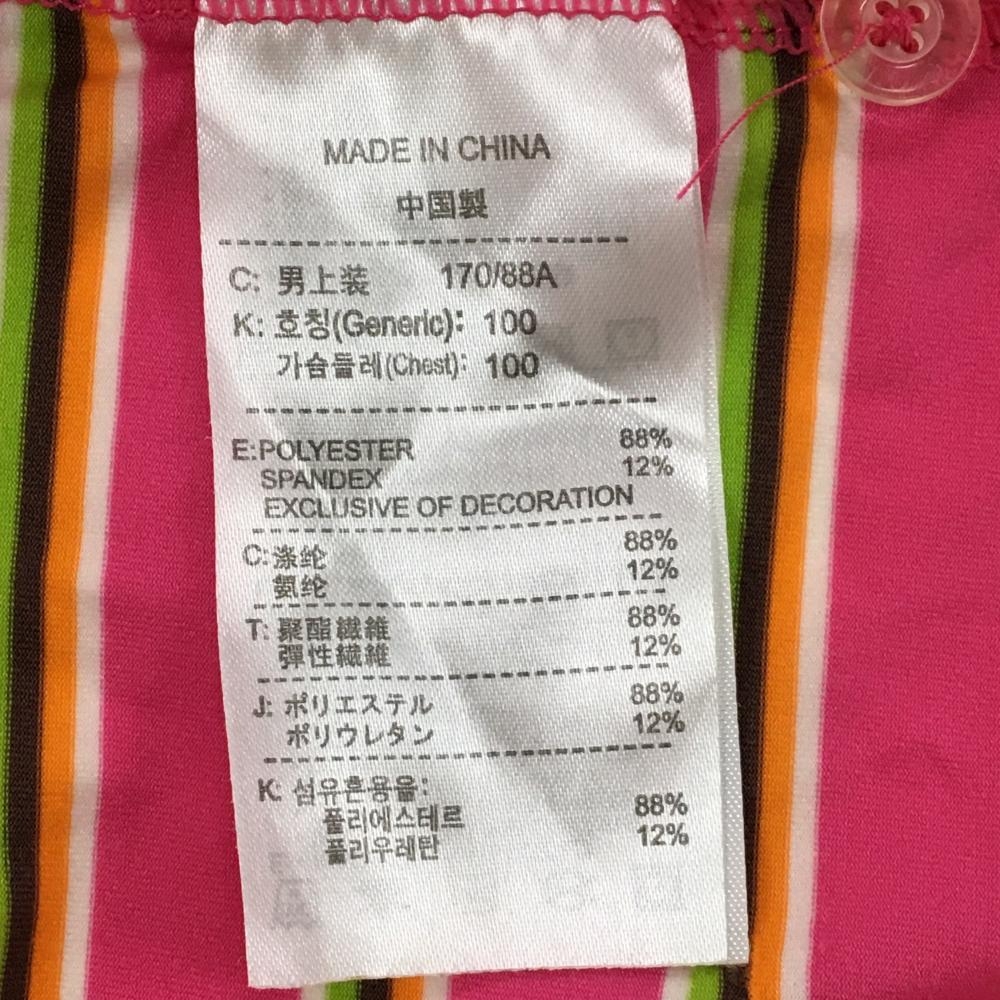 MADE IN CHINA
中国製
C: 男上装 170/88A
K: 호칭(Generic): 100
가슴둘레(Chest): 100
E:POLYESTER 88%
SPANDEX 12%
EXCLUSIVE OF DECORATION
C: 涤纶 88%
氨纶 12%
T: 聚酯纖維 88%
彈性纖維 12%
J: ポリエステル 88%
ポリウレタン 12%
K: 섬유혼용율:
폴리에스테르 88%
폴리우레탄 12%